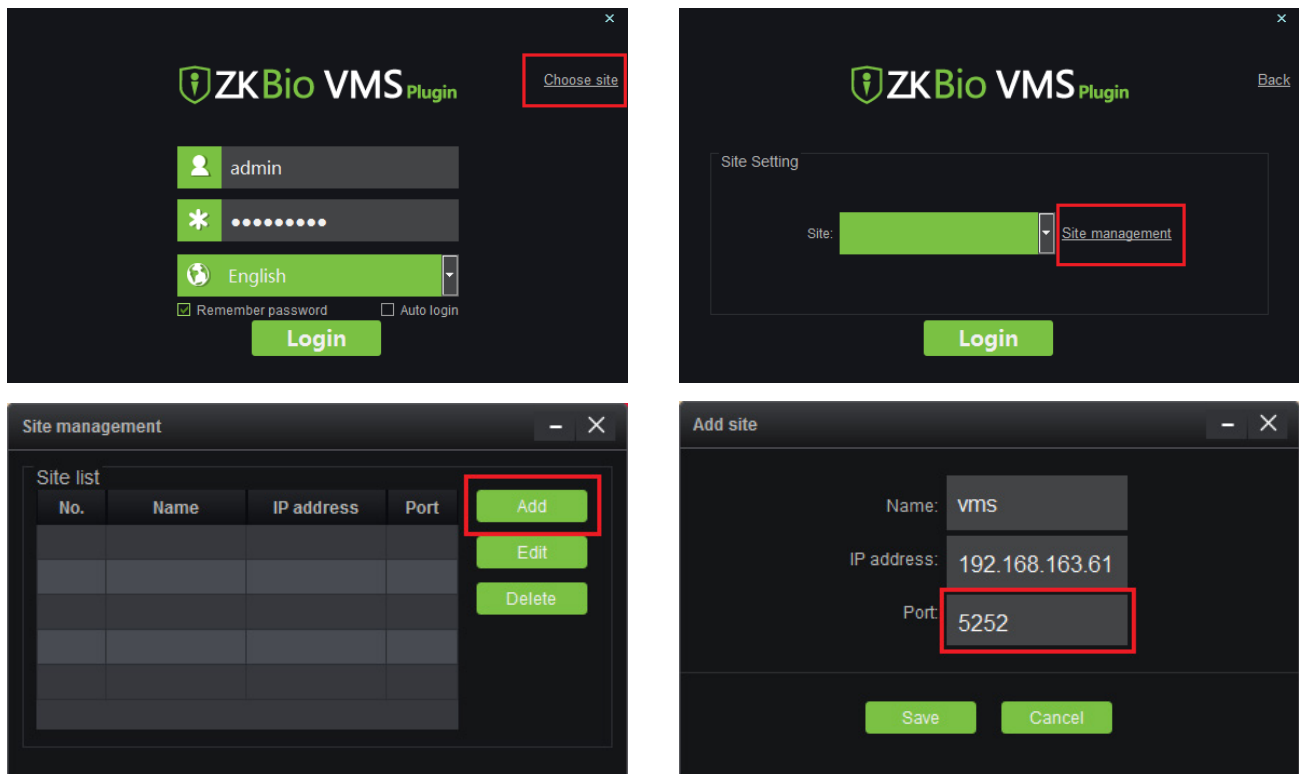 ZKBio VMS Plugin
Choose site
admin
•••••••••
English
Remember password
Auto login
Login
ZKBio VMS Plugin
Back
Site Setting
Site:
Site management
Login
Site management
Site list
No. Name IP address Port
Add
Edit
Delete
Add site
Name: vms
IP address: 192.168.163.61
Port: 5252
Save Cancel